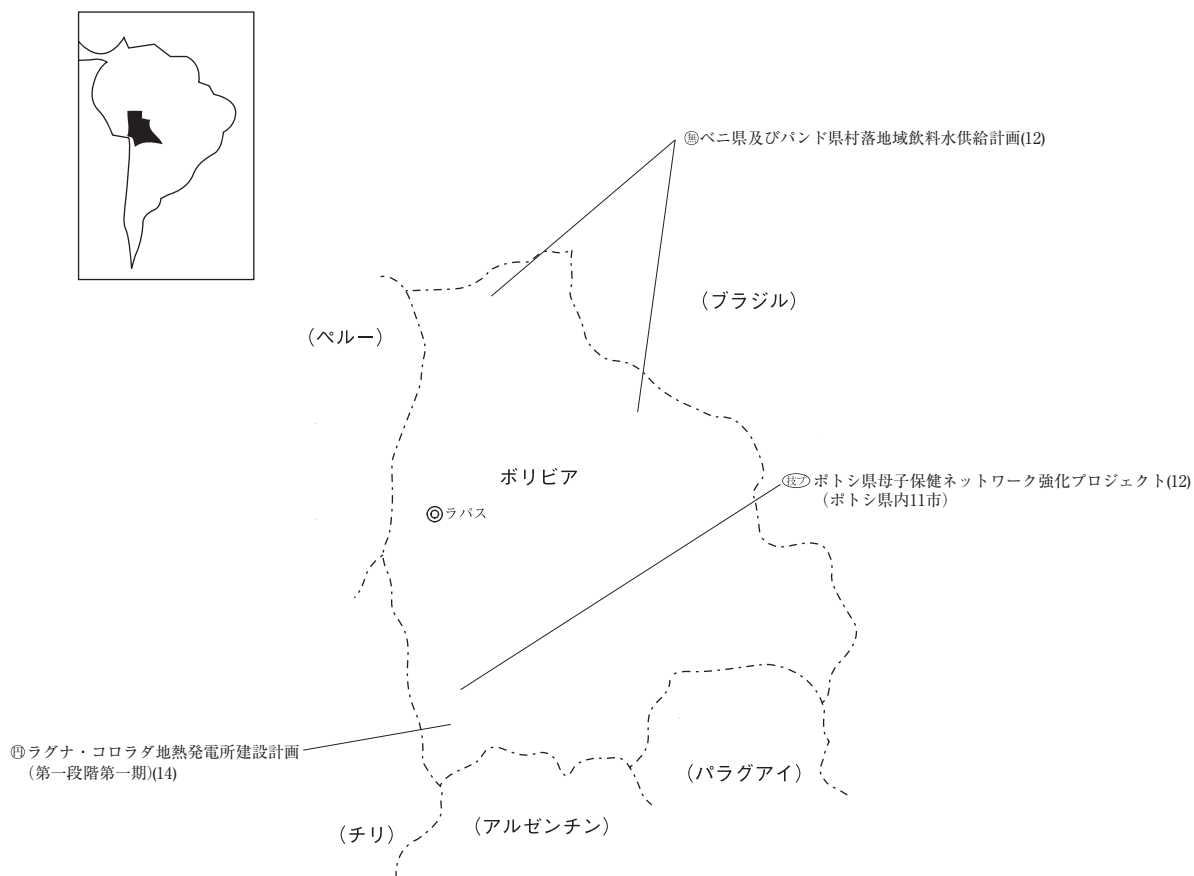 ㊄ベニ県及びパンド県村落地域飲料水供給計画(12)
（ブラジル）
（ペルー）
ボリビア
技プ ポトシ県母子保健ネットワーク強化プロジェクト(12)
（ポトシ県内11市）
ラパス
円ラグナ・コロラダ地熱発電所建設計画
（第一段階第一期）(14)
（パラグアイ）
（アルゼンチン）
（チリ）